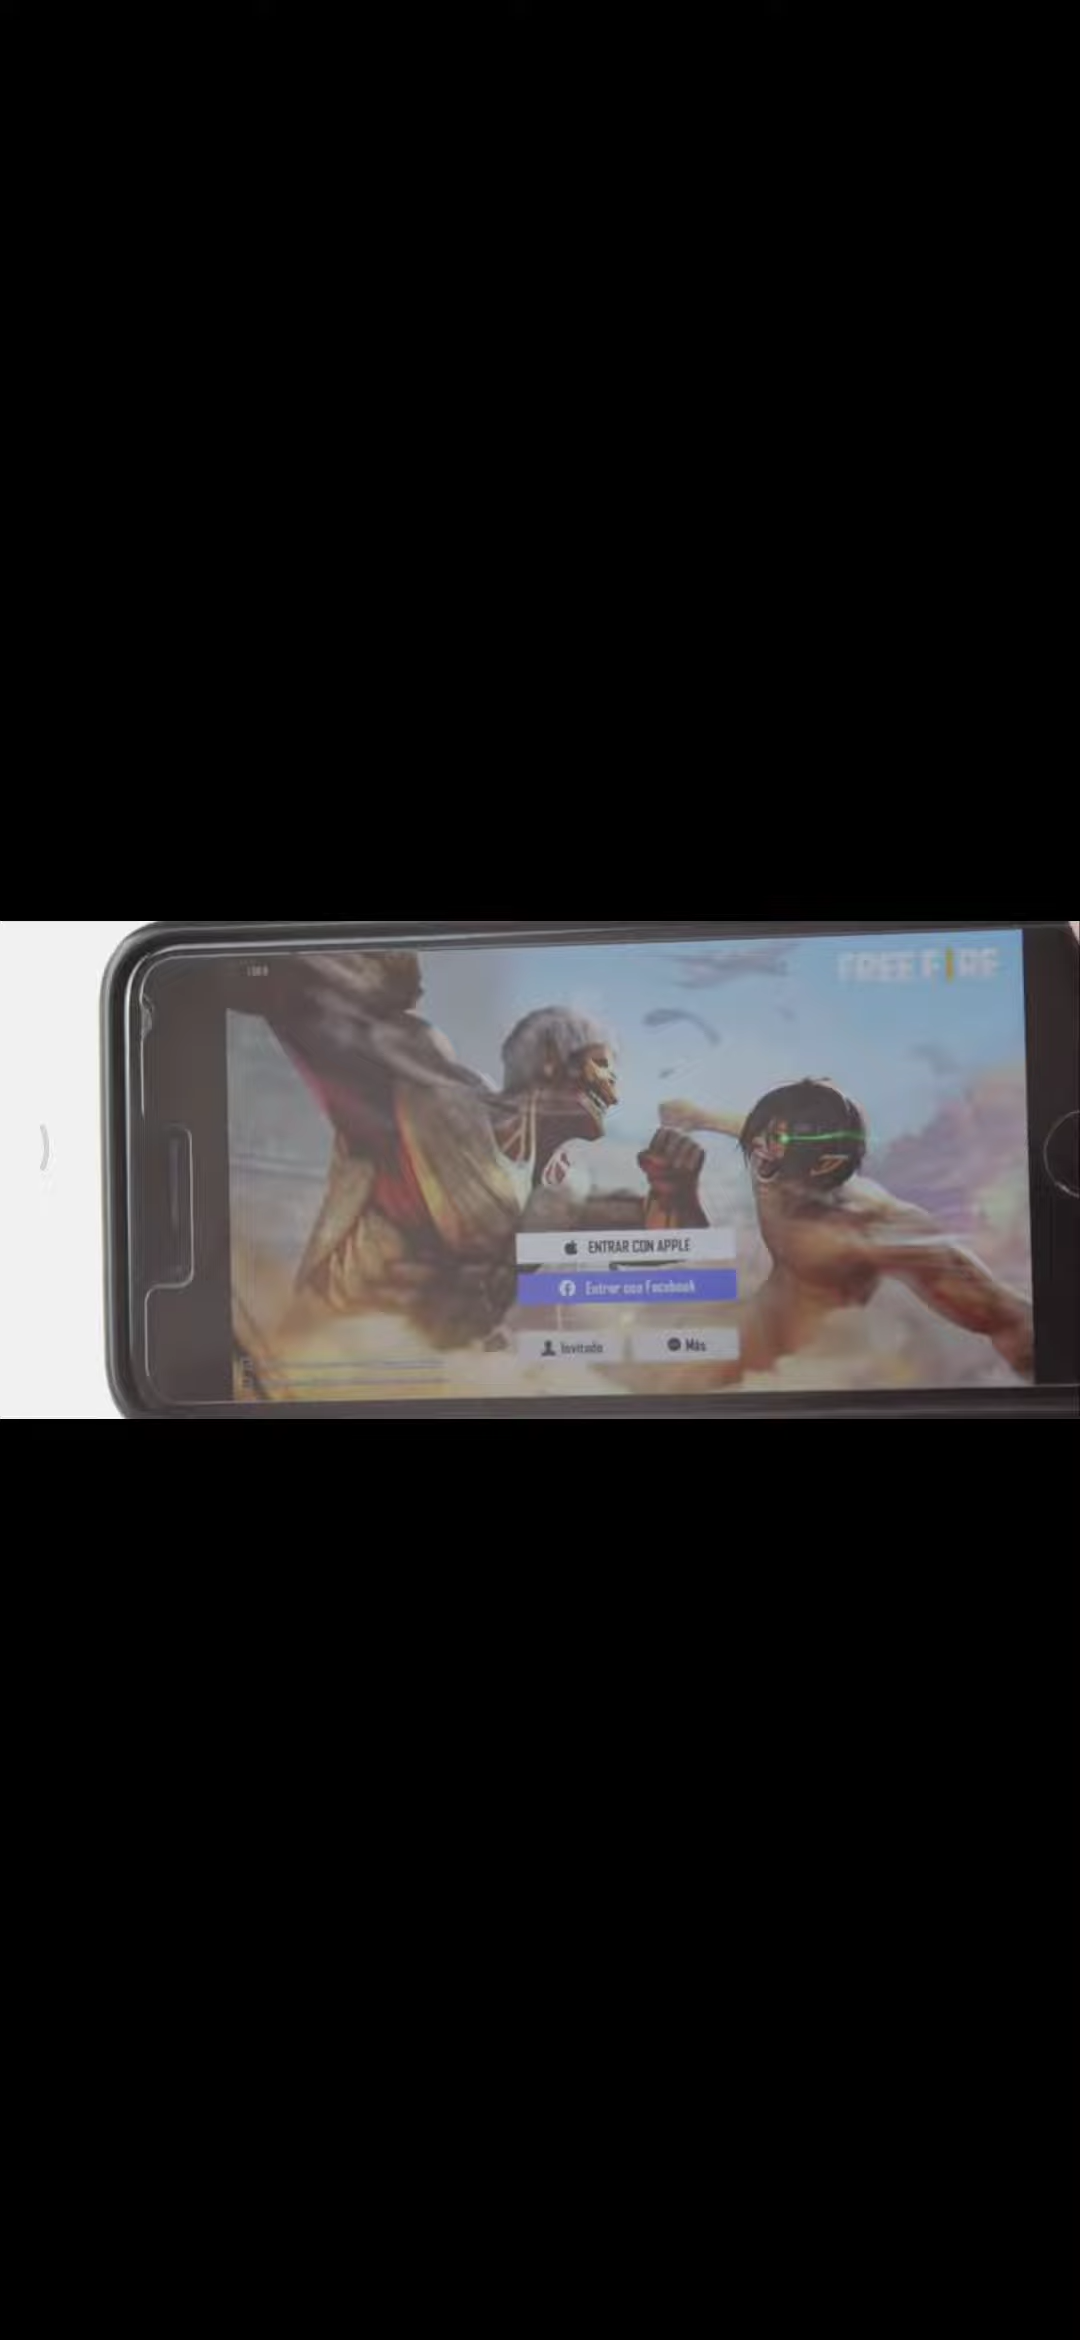 FREE FIRE
ENTRAR CON APPLE
Entrar con Facebook
Invitado
Más